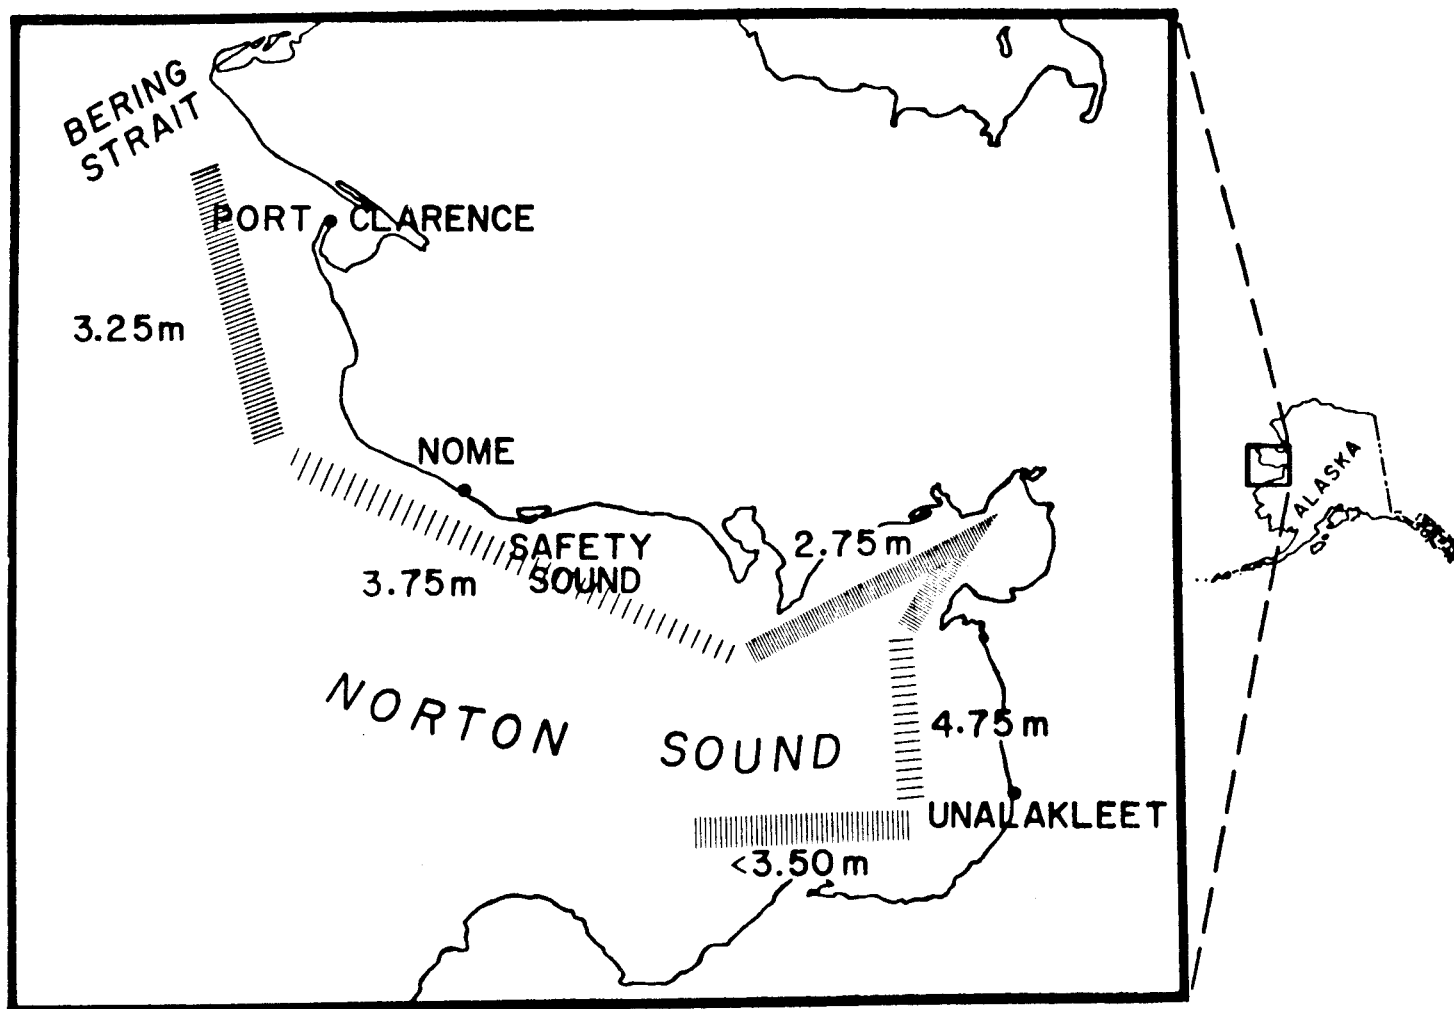 BERING
STRAIT
PORT CLARENCE
3.25m
NOME
SAFETY
SOUND
3.75m
2.75m
NORTON SOUND
4.75m
UNALAKLEET
<3.50m
ALASKA